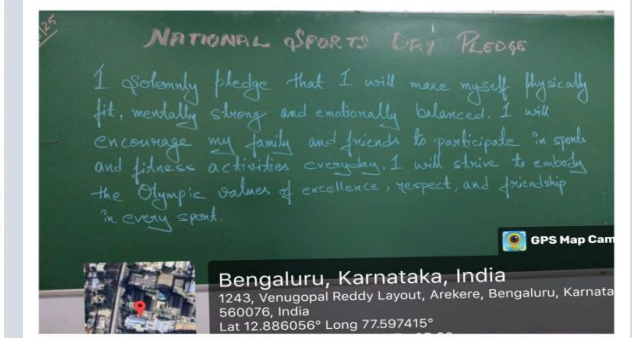 NATIONAL SPORTS DAY PLEDGE
I solemnly pledge that I will make myself physically
fit, mentally strong and emotionally balanced. I will
encourage my family and friends to participate in sports
and fitness activities everyday. I will strive to embody
the Olympic values of excellence, respect, and friendship
in every sport.
GPS Map Cam
Bengaluru, Karnataka, India
1243, Venugopal Reddy Layout, Arekere, Bengaluru, Karnata
560076, India
Lat 12.886056° Long 77.597415°